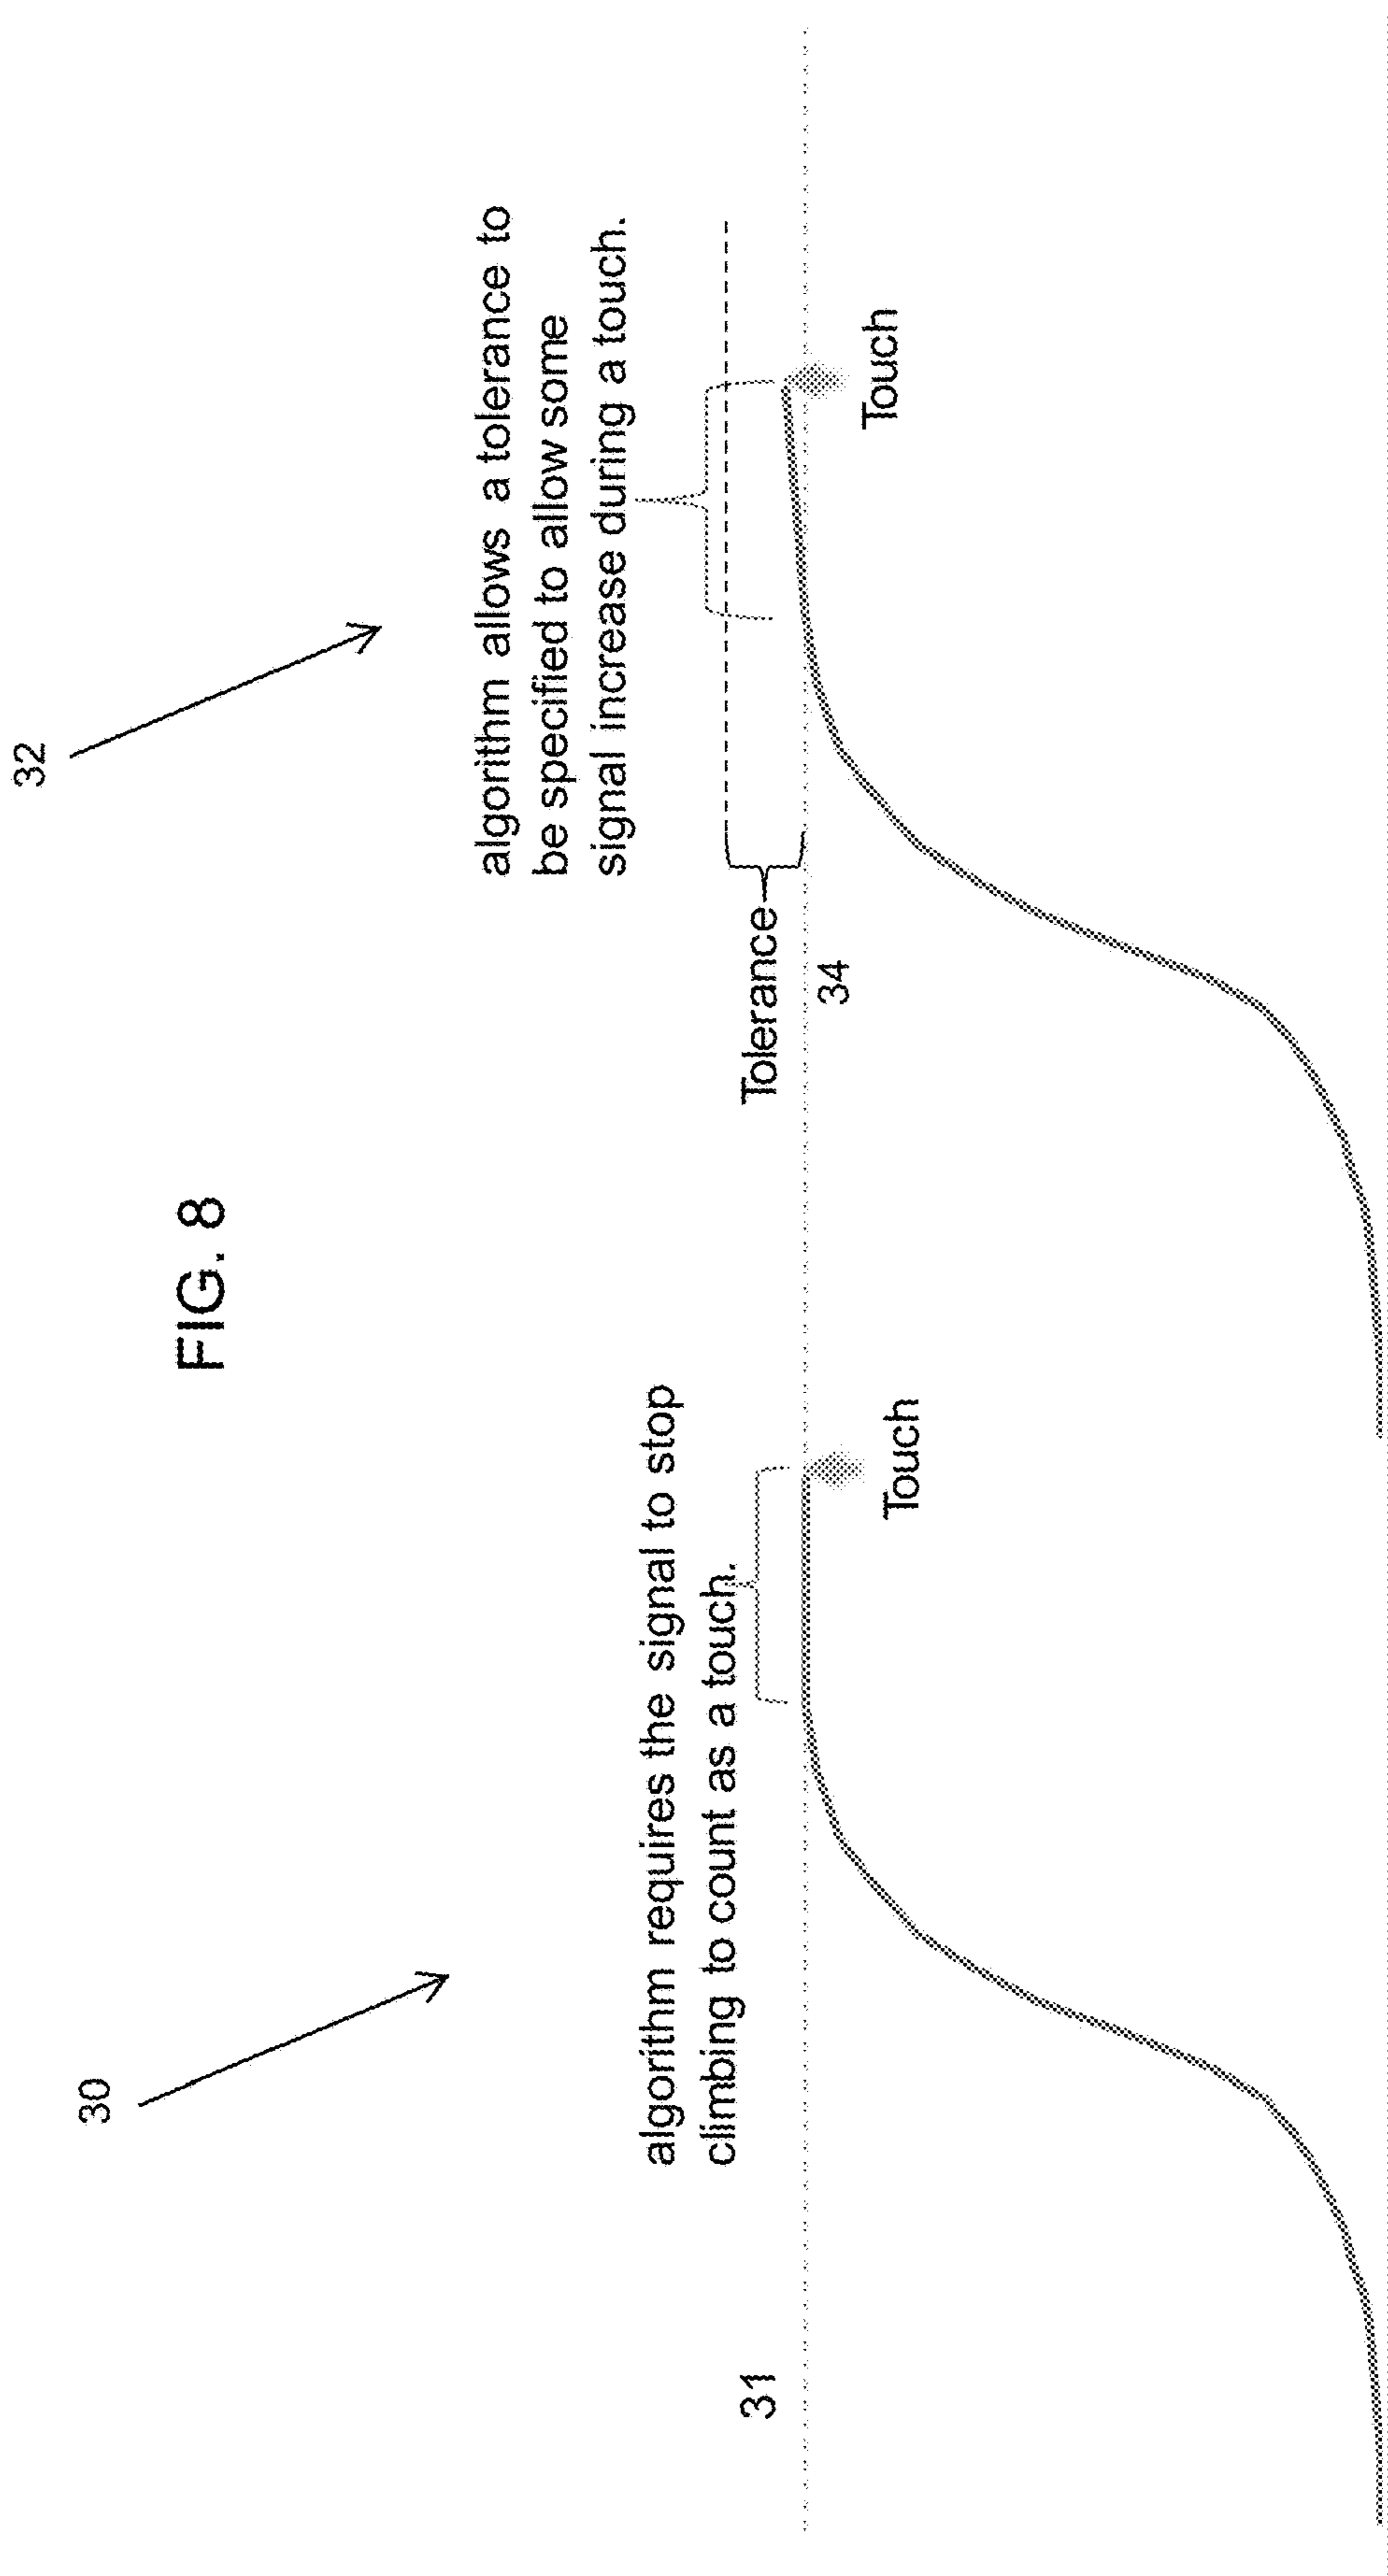 FIG. 8
30
algorithm requires the signal to stop
climbing to count as a touch.
31
Touch
32
algorithm allows a tolerance to
be specified to allow some
signal increase during a touch.
Tolerance
34
Touch